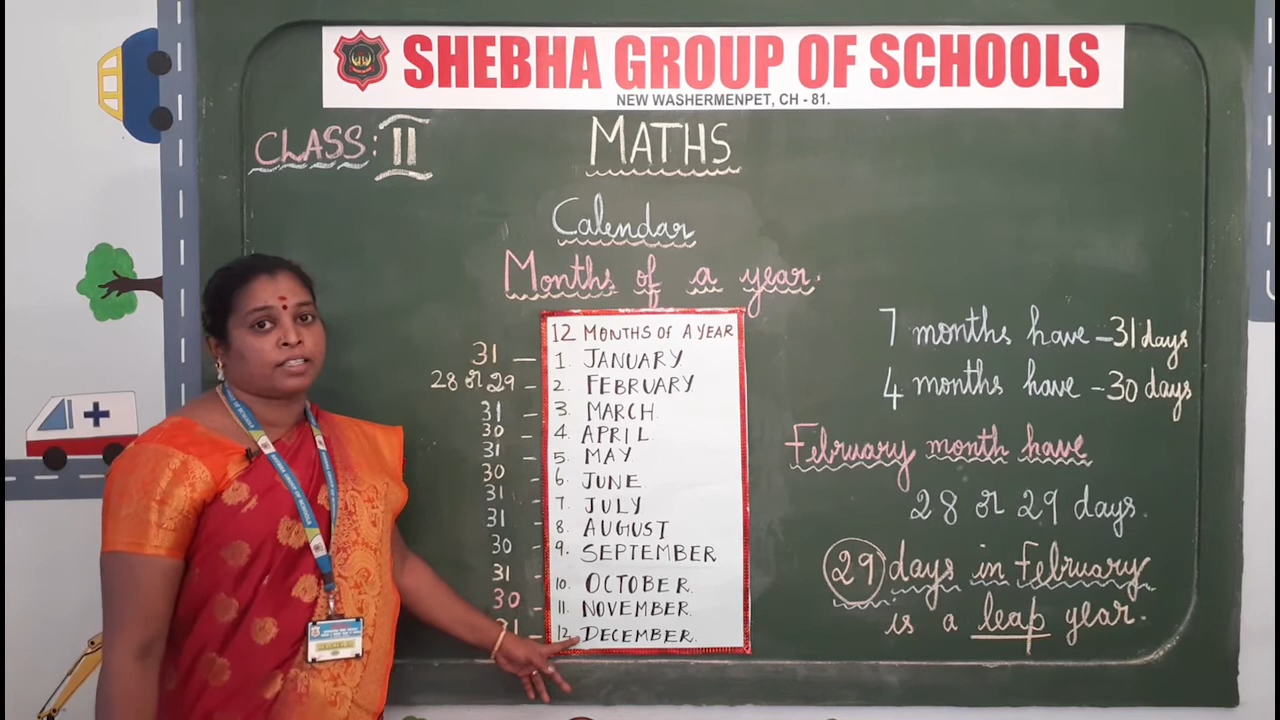 SHEBHA GROUP OF SCHOOLS
NEW WASHERMENPET, CH - 81.
CLASS: II
MATHS
Calendar
Months of a year.
12 MONTHS OF A YEAR
31 — 1. JANUARY
28 or 29 - 2. FEBRUARY
31 - 3. MARCH
30 - 4. APRIL
31 - 5. MAY
30 - 6. JUNE
31 - 7. JULY
31 - 8. AUGUST
30 - 9. SEPTEMBER
31 - 10. OCTOBER
30 - 11. NOVEMBER
31 - 12. DECEMBER
7 months have - 31 days
4 months have - 30 days
February month have
28 or 29 days.
29 days in February
is a leap year.